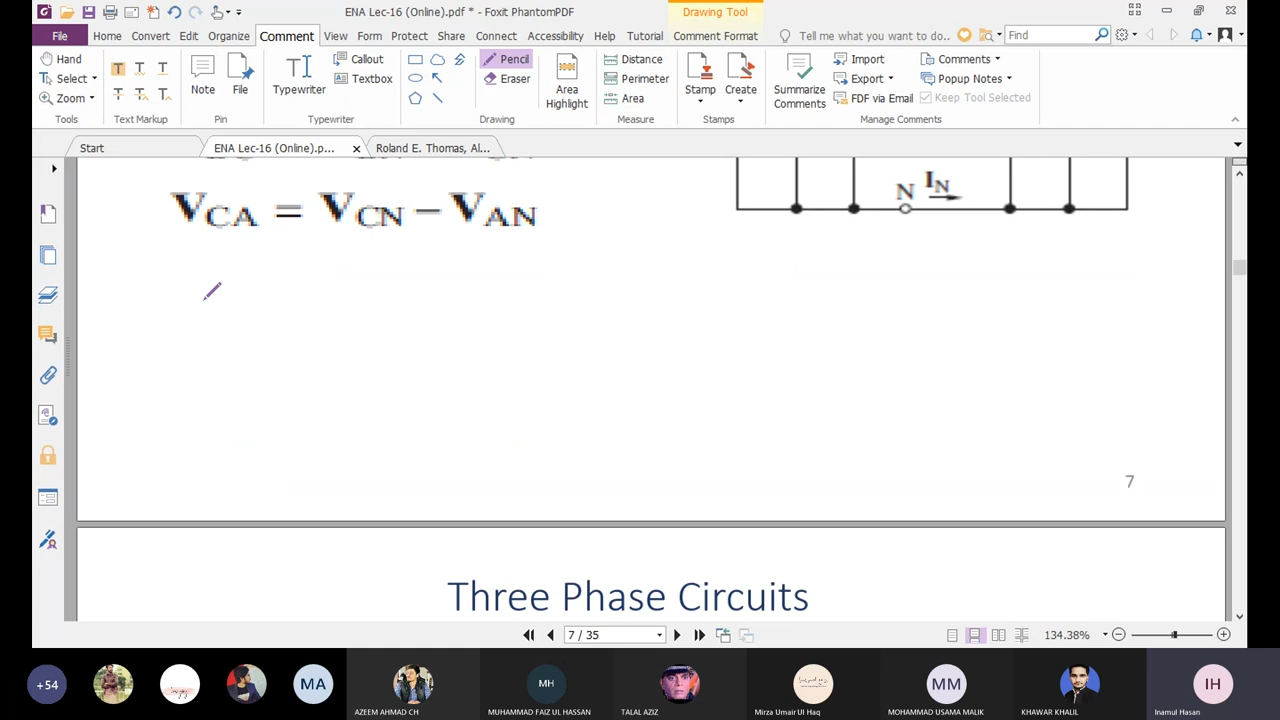 ENA Lec-16 (Online).pdf * - Foxit PhantomPDF
Drawing Tool
File Home Convert Edit Organize Comment View Form Protect Share Connect Accessibility Help Tutorial Comment Format Tell me what you want to do.. Find
Hand
Select
Zoom
Tools
T T T
T T T
Text Markup
Note
File
Pin
Typewriter
Callout
Textbox
Typewriter
Pencil
Eraser
Area Highlight
Drawing
Distance
Perimeter
Area
Measure
Stamp
Create
Stamps
Summarize Comments
Import
Export
FDF via Email
Comments
Popup Notes
Keep Tool Selected
Manage Comments
Start
ENA Lec-16 (Online).p...
Roland E. Thomas, Al...
VCA = VCN − VAN
N IN
7
Three Phase Circuits
7 / 35
134.38%
+54
MA
MH
MM
IH
AZEEM AHMAD CH
MUHAMMAD FAIZ UL HASSAN
TALAL AZIZ
Mirza Umair Ul Haq
MOHAMMAD USAMA MALIK
KHAWAR KHALIL
Inamul Hasan